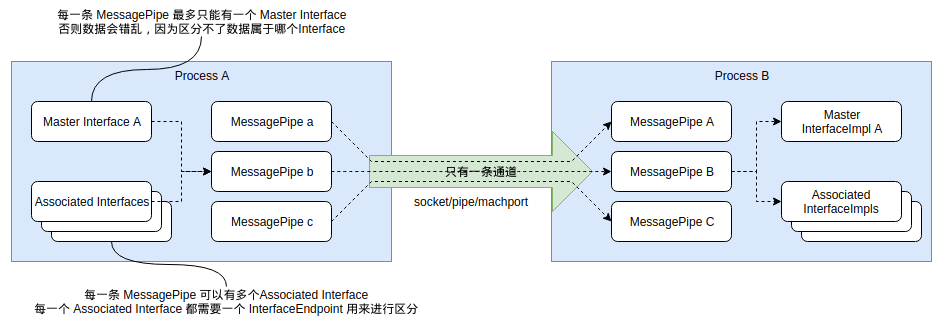 每一条 MessagePipe 最多只能有一个 Master Interface
否则数据会错乱，因为区分不了数据属于哪个Interface
Process A
Process B
Master Interface A
MessagePipe a
MessagePipe b
MessagePipe c
Associated Interfaces
只有一条通道
socket/pipe/machport
MessagePipe A
MessagePipe B
MessagePipe C
Master
InterfaceImpl A
Associated
InterfaceImpls
每一条 MessagePipe 可以有多个Associated Interface
每一个 Associated Interface 都需要一个 InterfaceEndpoint 用来进行区分